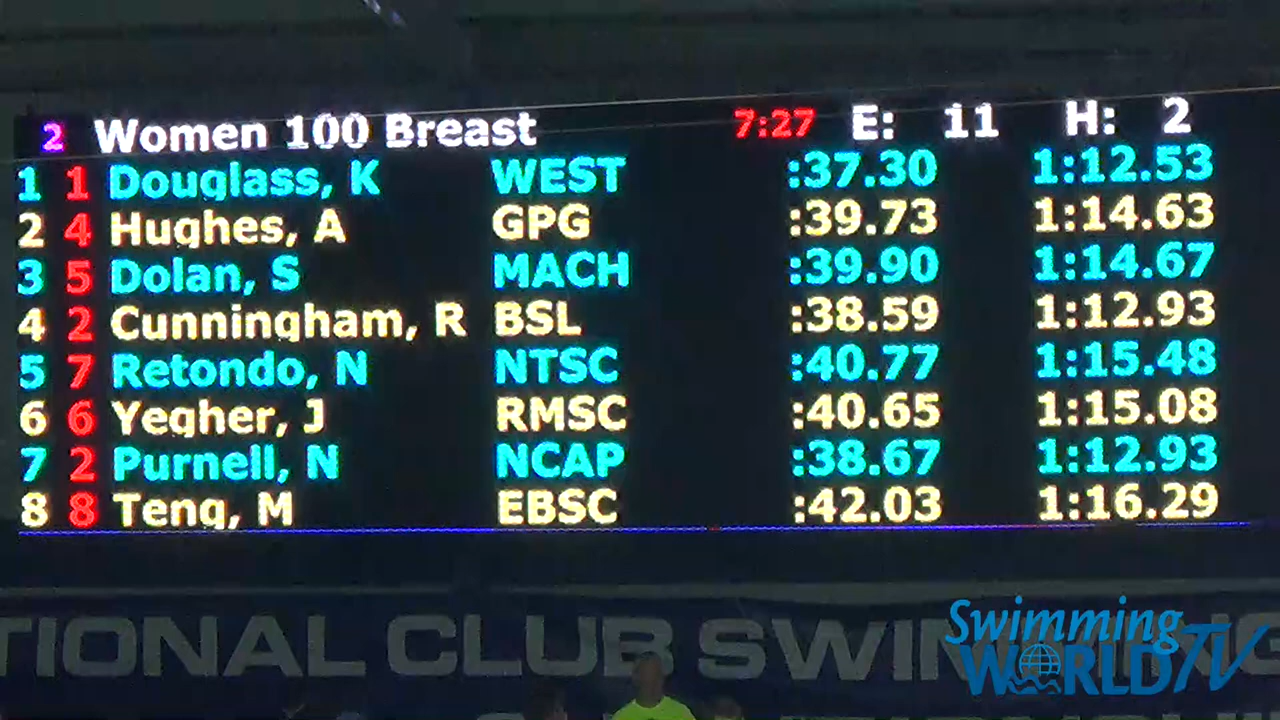 2 Women 100 Breast 7:27 E: 11 H: 2
1 1 Douglass, K WEST :37.30 1:12.53
2 4 Hughes, A GPG :39.73 1:14.63
3 5 Dolan, S MACH :39.90 1:14.67
4 2 Cunningham, R BSL :38.59 1:12.93
5 7 Retondo, N NTSC :40.77 1:15.48
6 6 Yegher, J RMSC :40.65 1:15.08
7 2 Purnell, N NCAP :38.67 1:12.93
8 8 Teng, M EBSC :42.03 1:16.29
TIONAL CLUB SWIMMING
Swimming
WORLD TV